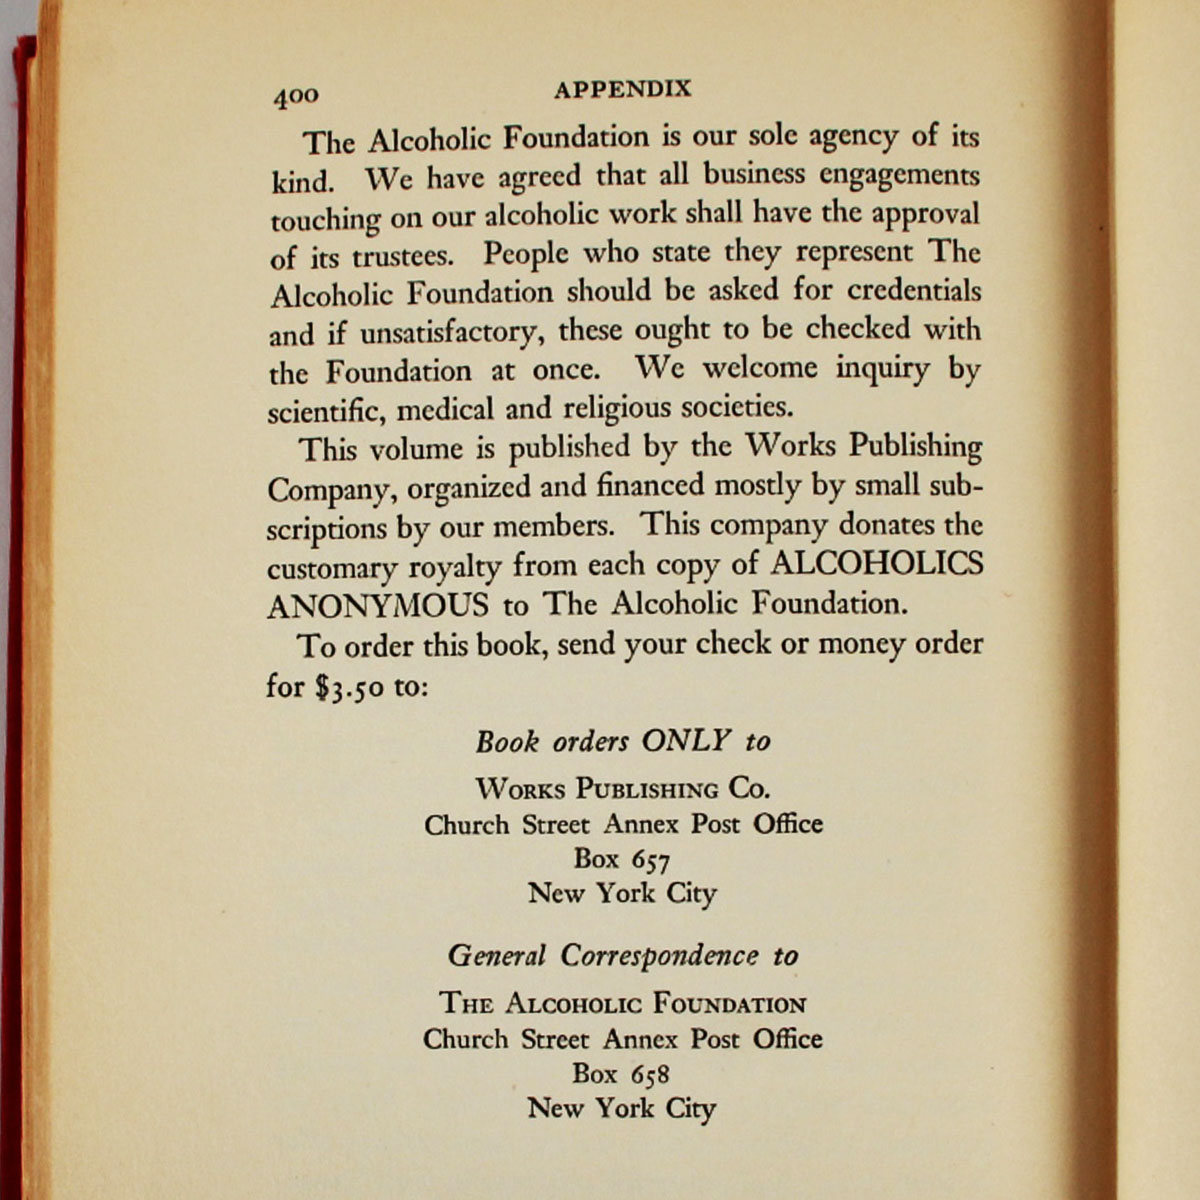 400 APPENDIX
The Alcoholic Foundation is our sole agency of its
kind. We have agreed that all business engagements
touching on our alcoholic work shall have the approval
of its trustees. People who state they represent The
Alcoholic Foundation should be asked for credentials
and if unsatisfactory, these ought to be checked with
the Foundation at once. We welcome inquiry by
scientific, medical and religious societies.
This volume is published by the Works Publishing
Company, organized and financed mostly by small sub-
scriptions by our members. This company donates the
customary royalty from each copy of ALCOHOLICS
ANONYMOUS to The Alcoholic Foundation.
To order this book, send your check or money order
for $3.50 to:
Book orders ONLY to
WORKS PUBLISHING CO.
Church Street Annex Post Office
Box 657
New York City
General Correspondence to
THE ALCOHOLIC FOUNDATION
Church Street Annex Post Office
Box 658
New York City